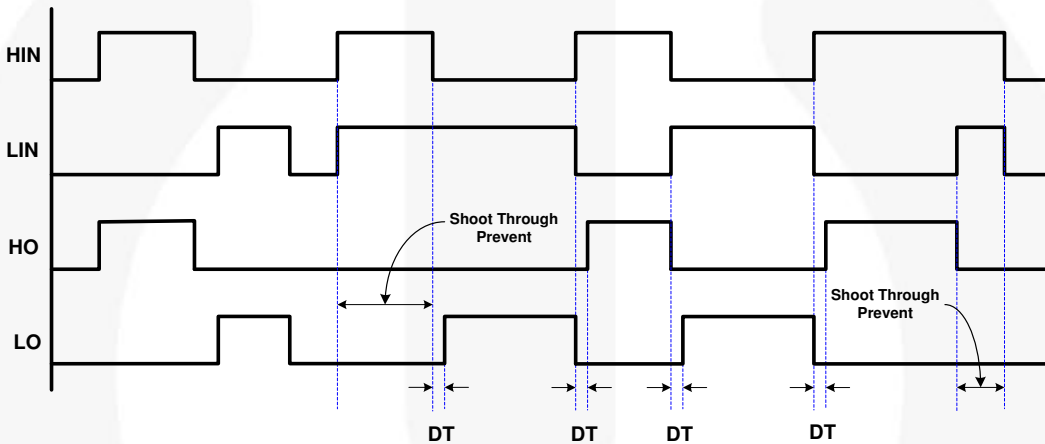 HIN
LIN
Shoot Through
Prevent
HO
Shoot Through
Prevent
LO
DT
DT
DT
DT